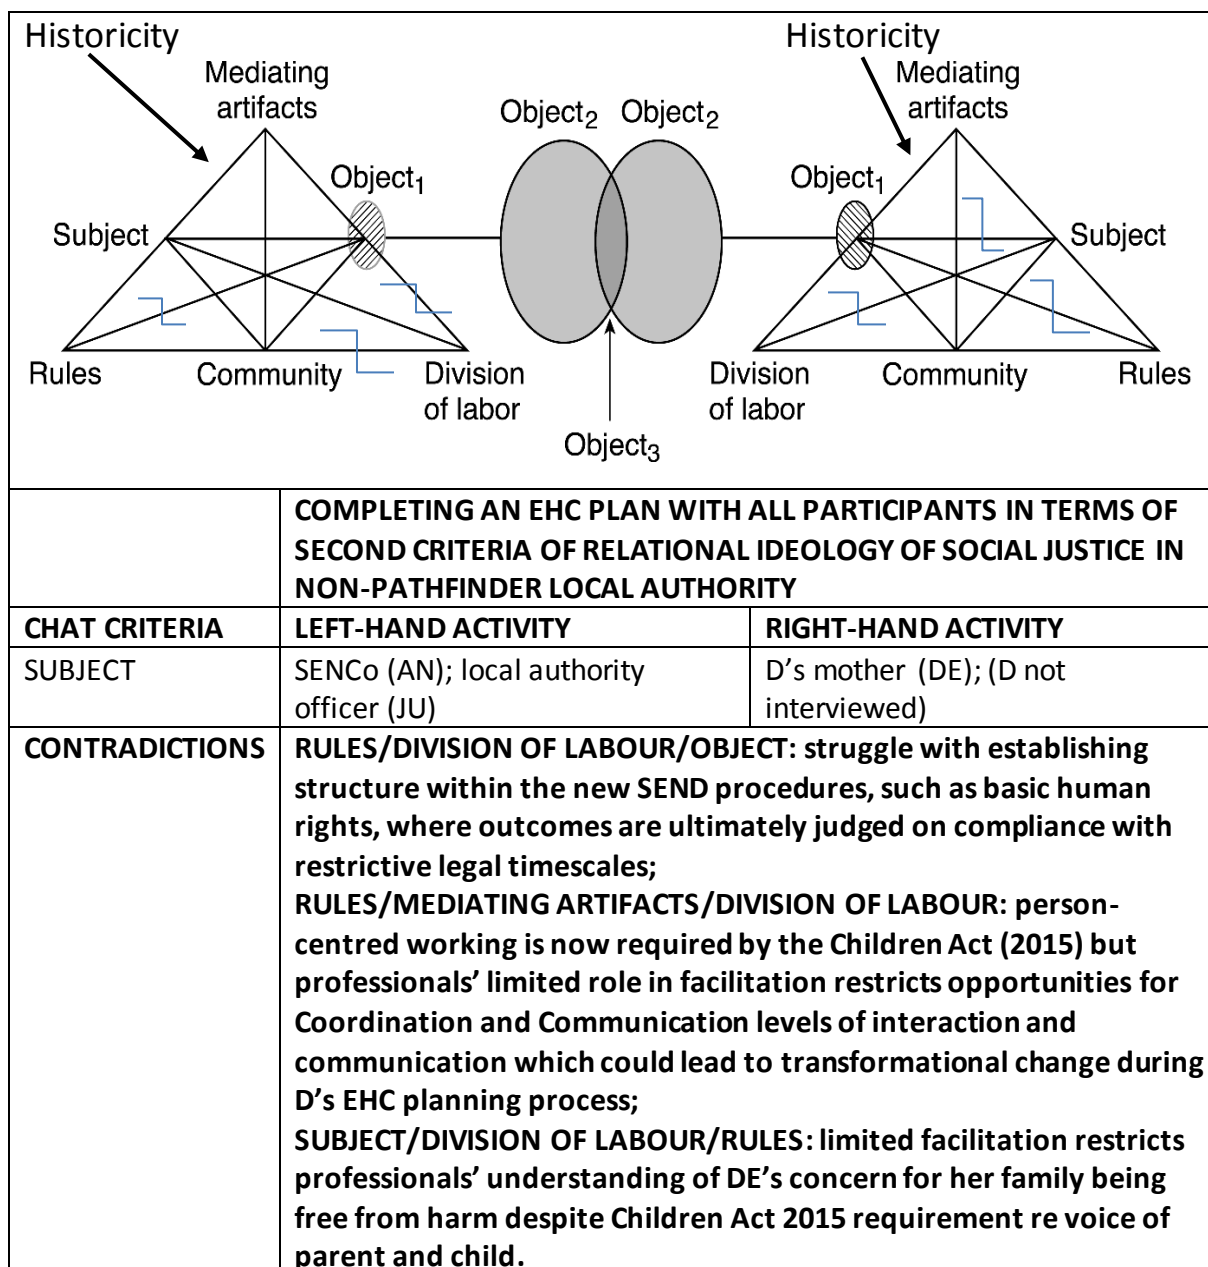 Historicity
Historicity
Mediating
artifacts
Mediating
artifacts
Object2
Object2
Object1
Object1
Subject
Subject
Rules
Community
Division
of labor
Division
of labor
Community
Rules
Object3
COMPLETING AN EHC PLAN WITH ALL PARTICIPANTS IN TERMS OF
SECOND CRITERIA OF RELATIONAL IDEOLOGY OF SOCIAL JUSTICE IN
NON-PATHFINDER LOCAL AUTHORITY
CHAT CRITERIA
LEFT-HAND ACTIVITY
RIGHT-HAND ACTIVITY
SUBJECT
SENCo (AN); local authority
officer (JU)
D's mother (DE); (D not
interviewed)
CONTRADICTIONS
RULES/DIVISION OF LABOUR/OBJECT: struggle with establishing
structure within the new SEND procedures, such as basic human
rights, where outcomes are ultimately judged on compliance with
restrictive legal timescales;
RULES/MEDIATING ARTIFACTS/DIVISION OF LABOUR: person-
centred working is now required by the Children Act (2015) but
professionals' limited role in facilitation restricts opportunities for
Coordination and Communication levels of interaction and
communication which could lead to transformational change during
D's EHC planning process;
SUBJECT/DIVISION OF LABOUR/RULES: limited facilitation restricts
professionals' understanding of DE's concern for her family being
free from harm despite Children Act 2015 requirement re voice of
parent and child.